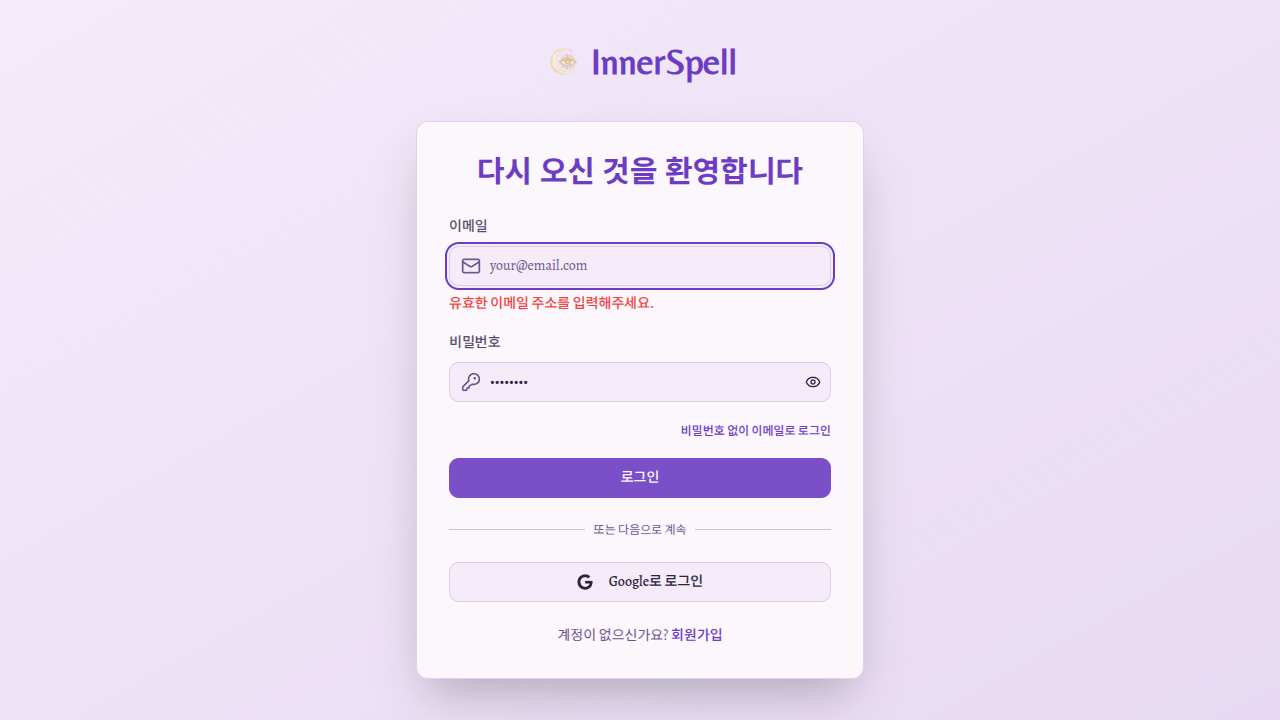 InnerSpell
다시 오신 것을 환영합니다
이메일
your@email.com
유효한 이메일 주소를 입력해주세요.
비밀번호
••••••••
비밀번호 없이 이메일로 로그인
로그인
또는 다음으로 계속
Google로 로그인
계정이 없으신가요? 회원가입